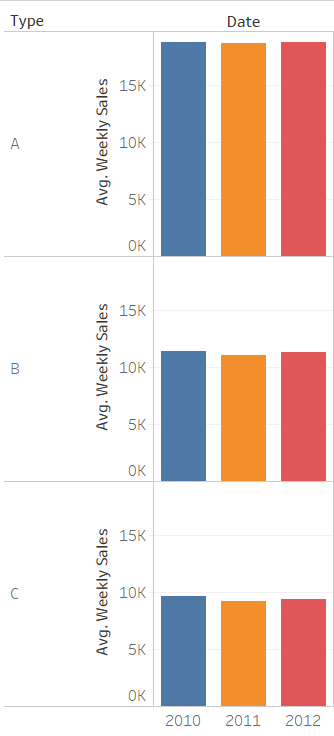 Type Date
A
Avg. Weekly Sales
15K
10K
5K
0K
B
Avg. Weekly Sales
15K
10K
5K
0K
C
Avg. Weekly Sales
15K
10K
5K
0K
2010 2011 2012